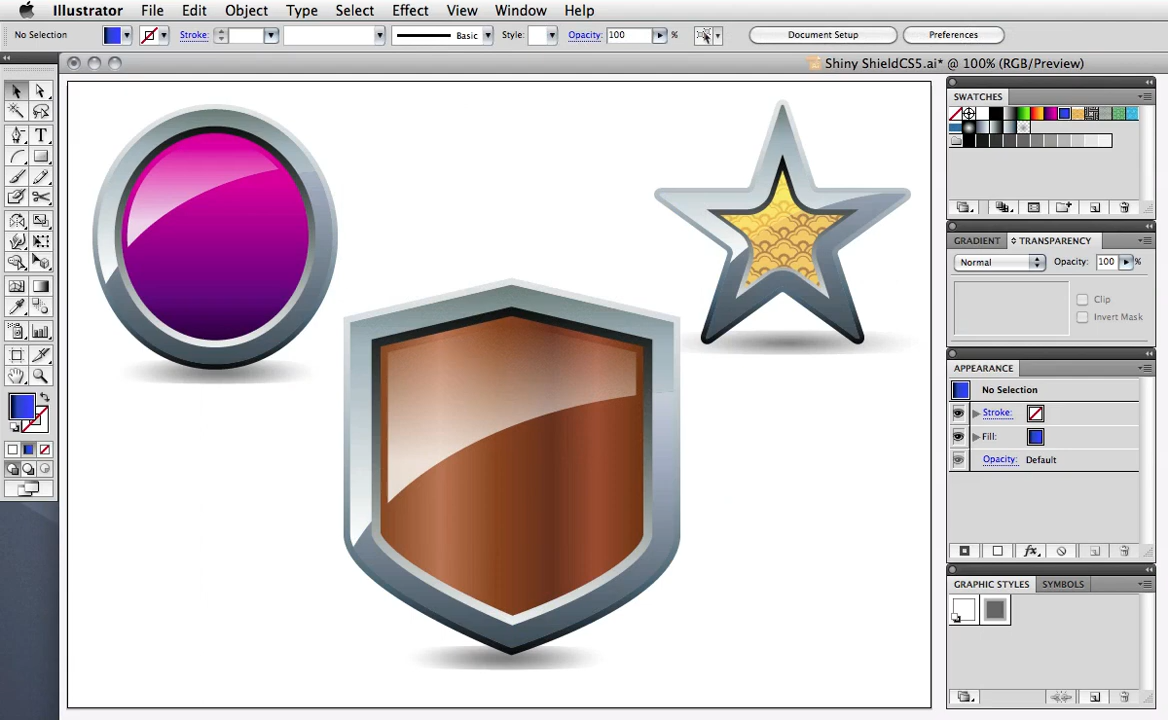 Illustrator File Edit Object Type Select Effect View Window Help
No Selection Stroke: Basic Style: Opacity: 100 % Document Setup Preferences
Shiny ShieldCS5.ai* @ 100% (RGB/Preview)
SWATCHES
GRADIENT TRANSPARENCY
Normal Opacity: 100 %
Clip
Invert Mask
APPEARANCE
No Selection
Stroke:
Fill:
Opacity: Default
fx
GRAPHIC STYLES SYMBOLS
T